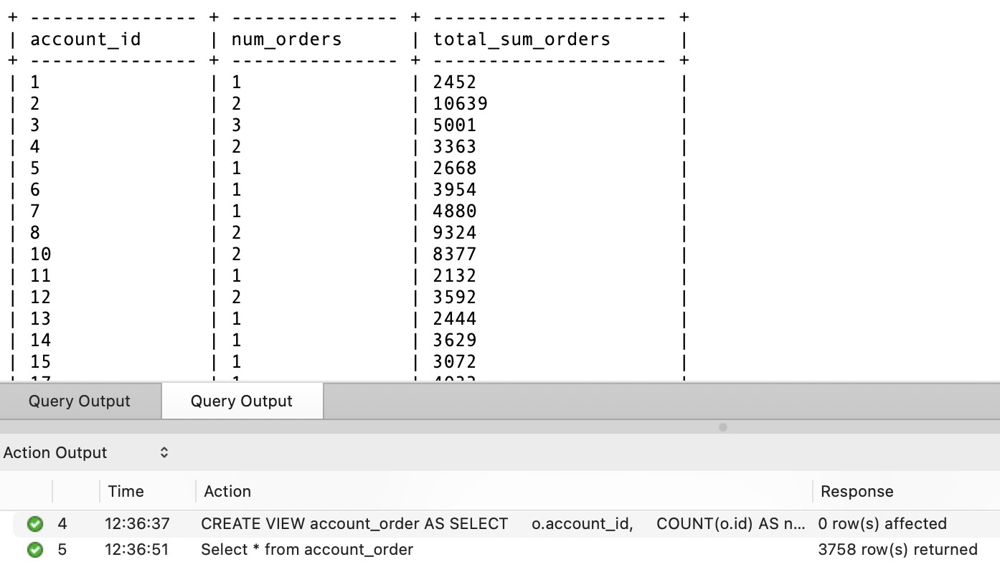 + --------------- + --------------- + --------------------- +
| account_id | num_orders | total_sum_orders |
+ --------------- + --------------- + --------------------- +
| 1 | 1 | 2452 |
| 2 | 2 | 10639 |
| 3 | 3 | 5001 |
| 4 | 2 | 3363 |
| 5 | 1 | 2668 |
| 6 | 1 | 3954 |
| 7 | 1 | 4880 |
| 8 | 2 | 9324 |
| 10 | 2 | 8377 |
| 11 | 1 | 2132 |
| 12 | 2 | 3592 |
| 13 | 1 | 2444 |
| 14 | 1 | 3629 |
| 15 | 1 | 3072 |
Query Output Query Output
Action Output
Time Action Response
4 12:36:37 CREATE VIEW account_order AS SELECT o.account_id, COUNT(o.id) AS n... 0 row(s) affected
5 12:36:51 Select * from account_order 3758 row(s) returned